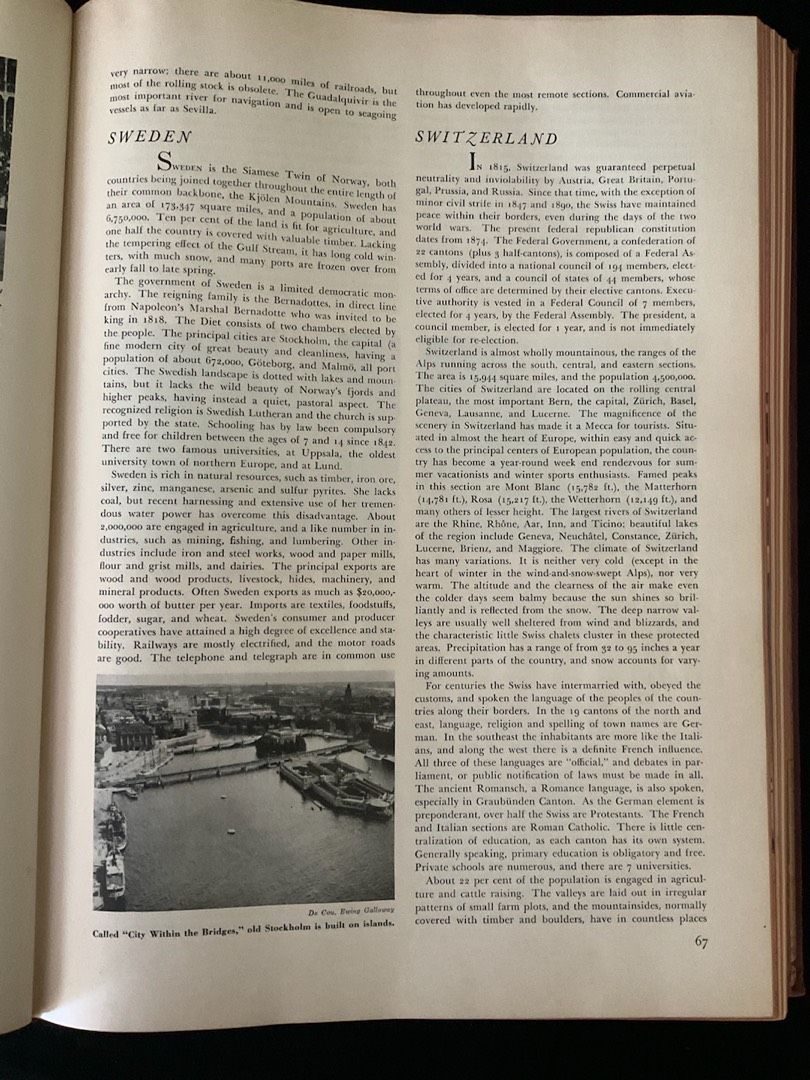 very narrow; there are about 11,000 miles of railroads, but
most of the rolling stock is obsolete. The Guadalquivir is the
most important river for navigation and is open to seagoing
vessels as far as Sevilla.
SWEDEN
SWEDEN is the Siamese Twin of Norway, both
countries being joined together throughout the entire length of
their common backbone, the Kjölen Mountains. Sweden has
an area of 173,347 square miles, and a population of about
6,750,000. Ten per cent of the land is fit for agriculture, and
one half the country is covered with valuable timber. Lacking
the tempering effect of the Gulf Stream, it has long cold win-
ters, with much snow, and many ports are frozen over from
early fall to late spring.
The government of Sweden is a limited democratic mon-
archy. The reigning family is the Bernadottes, in direct line
from Napoleon's Marshal Bernadotte who was invited to be
king in 1818. The Diet consists of two chambers elected by
the people. The principal cities are Stockholm, the capital (a
fine modern city of great beauty and cleanliness, having a
population of about 672,000, Göteborg, and Malmö, all port
cities. The Swedish landscape is dotted with lakes and moun-
tains, but it lacks the wild beauty of Norway's fjords and
higher peaks, having instead a quiet, pastoral aspect. The
recognized religion is Swedish Lutheran and the church is sup-
ported by the state. Schooling has by law been compulsory
and free for children between the ages of 7 and 14 since 1842.
There are two famous universities, at Uppsala, the oldest
university town of northern Europe, and at Lund.
Sweden is rich in natural resources, such as timber, iron ore,
silver, zinc, manganese, arsenic and sulfur pyrites. She lacks
coal, but recent harnessing and extensive use of her tremen-
dous water power has overcome this disadvantage. About
2,000,000 are engaged in agriculture, and a like number in in-
dustries, such as mining, fishing, and lumbering. Other in-
dustries include iron and steel works, wood and paper mills,
flour and grist mills, and dairies. The principal exports are
wood and wood products, livestock, hides, machinery, and
mineral products. Often Sweden exports as much as $20,000,-
000 worth of butter per year. Imports are textiles, foodstuffs,
fodder, sugar, and wheat. Sweden's consumer and producer
cooperatives have attained a high degree of excellence and sta-
bility. Railways are mostly electrified, and the motor roads
are good. The telephone and telegraph are in common use
De Cou, Ewing Galloway
Called "City Within the Bridges," old Stockholm is built on islands.
throughout even the most remote sections. Commercial avia-
tion has developed rapidly.
SWITZERLAND
IN 1815, Switzerland was guaranteed perpetual
neutrality and inviolability by Austria, Great Britain, Portu-
gal, Prussia, and Russia. Since that time, with the exception of
minor civil strife in 1847 and 1890, the Swiss have maintained
peace within their borders, even during the days of the two
world wars. The present federal republican constitution
dates from 1874. The Federal Government, a confederation of
22 cantons (plus 3 half-cantons), is composed of a Federal As-
sembly, divided into a national council of 194 members, elect-
ed for 4 years, and a council of states of 44 members, whose
terms of office are determined by their elective cantons. Execu-
tive authority is vested in a Federal Council of 7 members,
elected for 4 years, by the Federal Assembly. The president, a
council member, is elected for 1 year, and is not immediately
eligible for re-election.
Switzerland is almost wholly mountainous, the ranges of the
Alps running across the south, central, and eastern sections.
The area is 15,944 square miles, and the population 4,500,000.
The cities of Switzerland are located on the rolling central
plateau, the most important Bern, the capital, Zürich, Basel,
Geneva, Lausanne, and Lucerne. The magnificence of the
scenery in Switzerland has made it a Mecca for tourists. Situ-
ated in almost the heart of Europe, within easy and quick ac-
cess to the principal centers of European population, the coun-
try has become a year-round week end rendezvous for sum-
mer vacationists and winter sports enthusiasts. Famed peaks
in this section are Mont Blanc (15,782 ft.), the Matterhorn
(14,781 ft.), Rosa (15,217 ft.), the Wetterhorn (12,149 ft.), and
many others of lesser height. The largest rivers of Switzerland
are the Rhine, Rhône, Aar, Inn, and Ticino; beautiful lakes
of the region include Geneva, Neuchâtel, Constance, Zürich,
Lucerne, Brienz, and Maggiore. The climate of Switzerland
has many variations. It is neither very cold (except in the
heart of winter in the wind-and-snow-swept Alps), nor very
warm. The altitude and the clearness of the air make even
the colder days seem balmy because the sun shines so bril-
liantly and is reflected from the snow. The deep narrow val-
leys are usually well sheltered from wind and blizzards, and
the characteristic little Swiss chalets cluster in these protected
areas. Precipitation has a range of from 32 to 95 inches a year
in different parts of the country, and snow accounts for vary-
ing amounts.
For centuries the Swiss have intermarried with, obeyed the
customs, and spoken the language of the peoples of the coun-
tries along their borders. In the 19 cantons of the north and
east, language, religion and spelling of town names are Ger-
man. In the southeast the inhabitants are more like the Itali-
ans, and along the west there is a definite French influence.
All three of these languages are "official," and debates in par-
liament, or public notification of laws must be made in all.
The ancient Romansch, a Romance language, is also spoken,
especially in Graubünden Canton. As the German element is
preponderant, over half the Swiss are Protestants. The French
and Italian sections are Roman Catholic. There is little cen-
tralization of education, as each canton has its own system.
Generally speaking, primary education is obligatory and free.
Private schools are numerous, and there are 7 universities.
About 22 per cent of the population is engaged in agricul-
ture and cattle raising. The valleys are laid out in irregular
patterns of small farm plots, and the mountainsides, normally
covered with timber and boulders, have in countless places
67